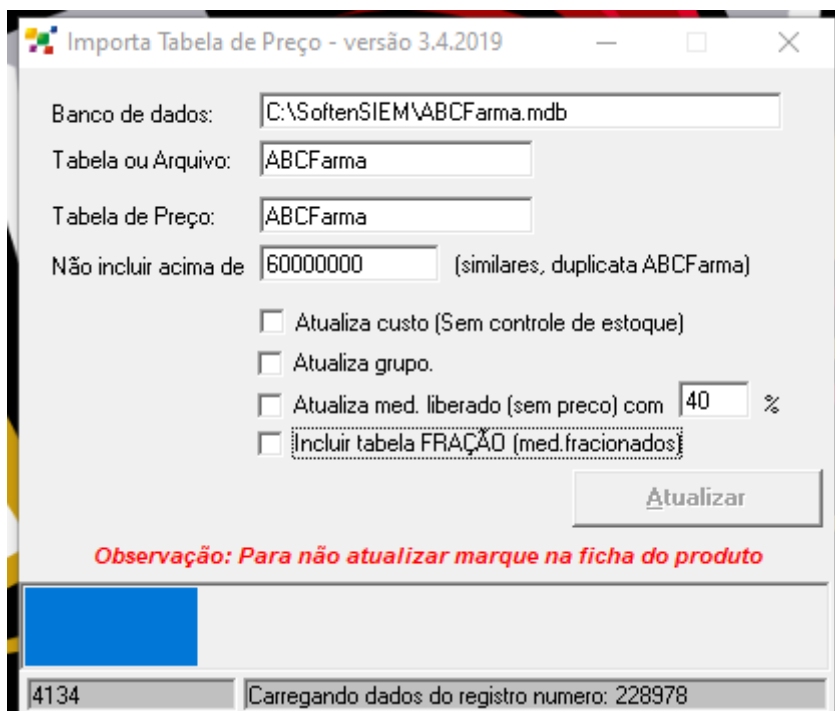 Importa Tabela de Preço - versão 3.4.2019
Banco de dados: C:\SoftenSIEM\ABCFarma.mdb
Tabela ou Arquivo: ABCFarma
Tabela de Preço: ABCFarma
Não incluir acima de 60000000 (similares, duplicata ABCFarma)
Atualiza custo (Sem controle de estoque)
Atualiza grupo.
Atualiza med. liberado (sem preco) com 40 %
Incluir tabela FRAÇÃO (med.fracionados)
Atualizar
Observação: Para não atualizar marque na ficha do produto
4134 Carregando dados do registro numero: 228978